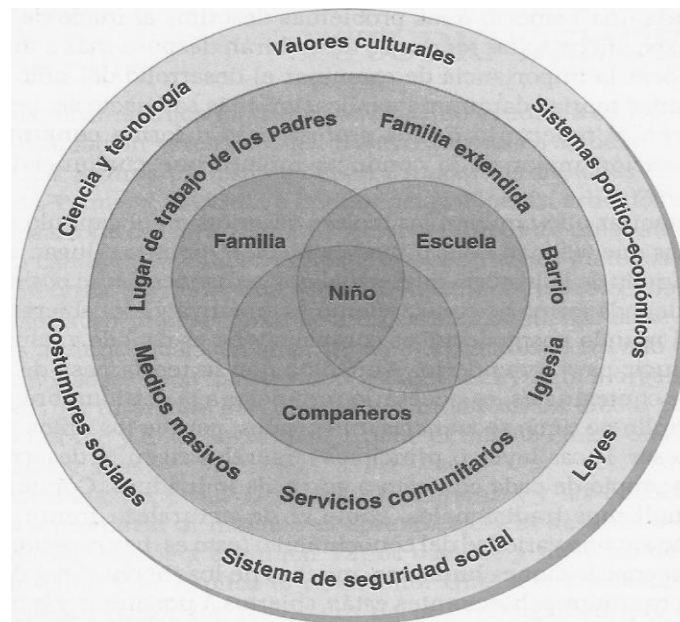 Valores culturales
Ciencia y tecnología
Sistemas político-económicos
Costumbres sociales
Leyes
Sistema de seguridad social
Lugar de trabajo de los padres
Familia extendida
Barrio
Iglesia
Servicios comunitarios
Medios masivos
Familia
Escuela
Niño
Compañeros